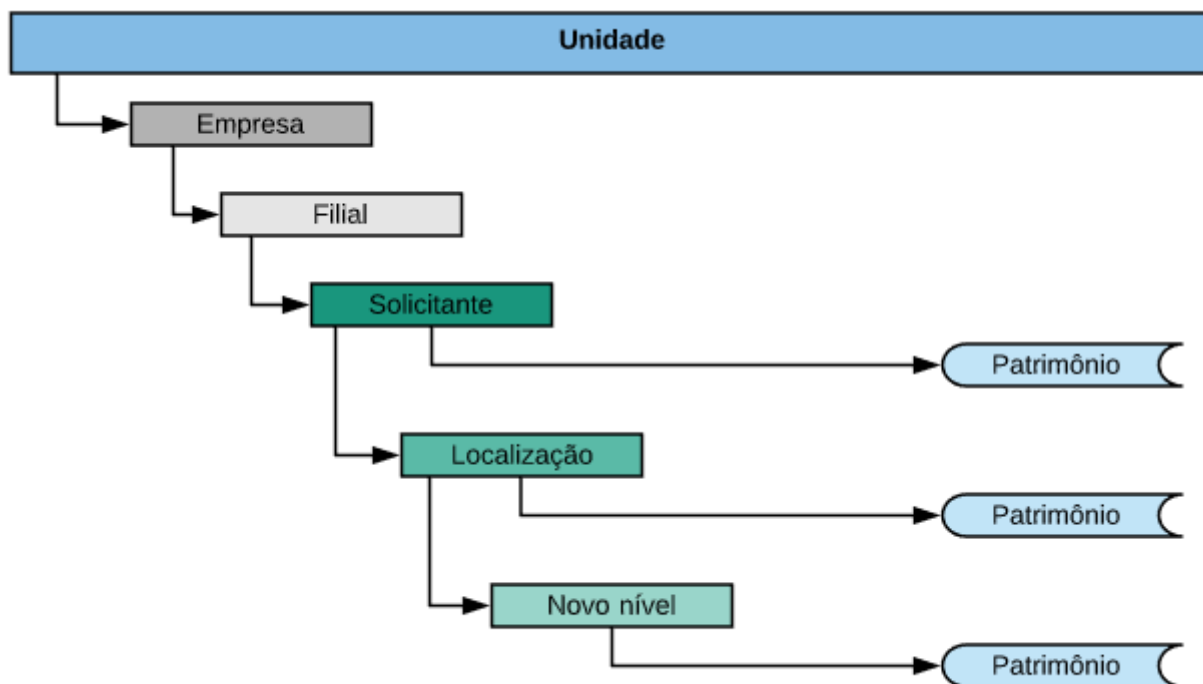 Unidade
Empresa
Filial
Solicitante
Patrimônio
Localização
Patrimônio
Novo nível
Patrimônio